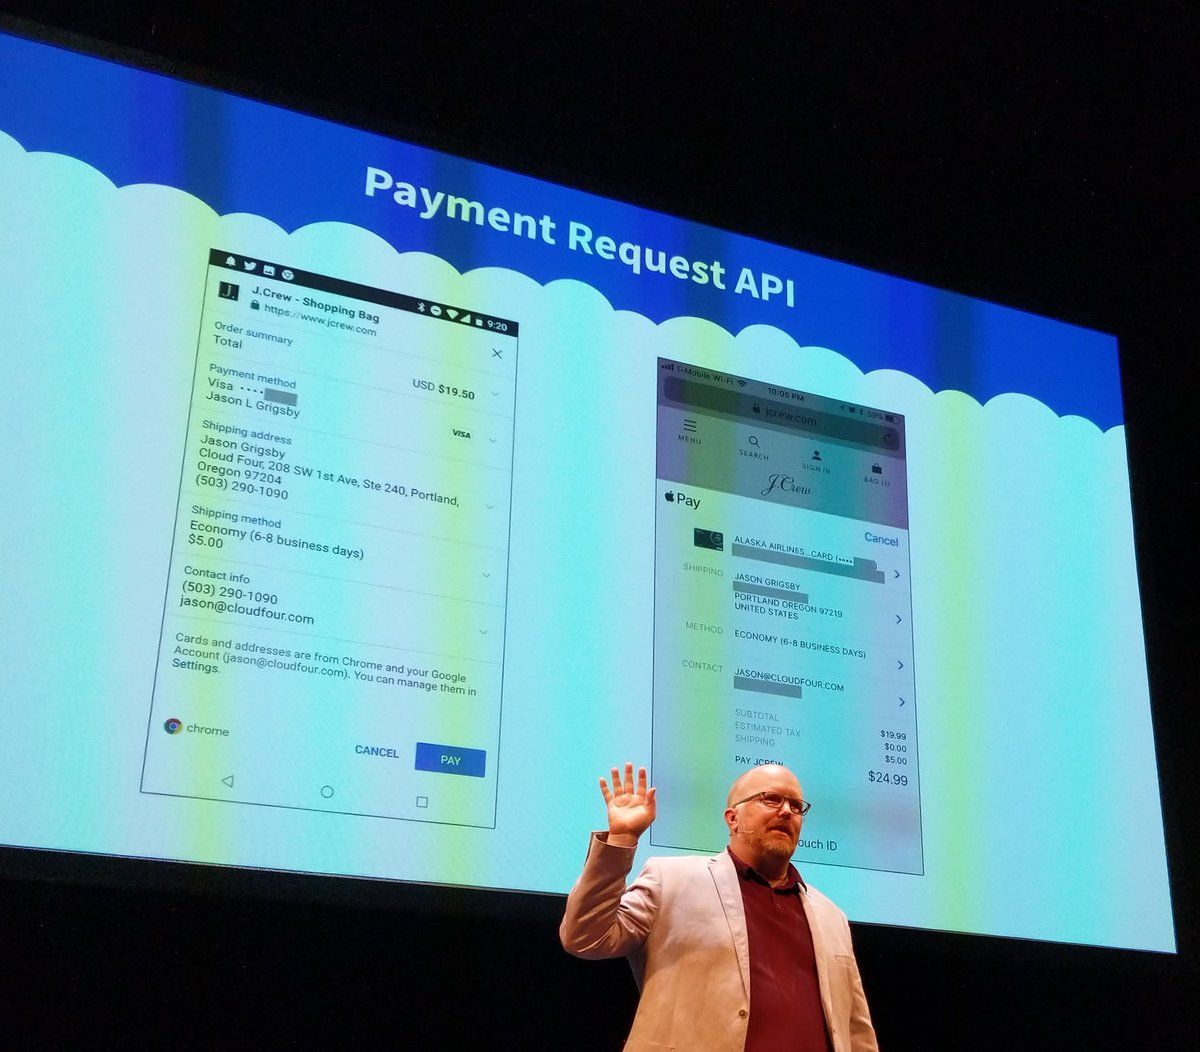 Payment Request API
9:20
J.Crew - Shopping Bag
https://www.jcrew.com
Order summary
Total
USD $19.50
Payment method
Visa ••••
Jason L Grigsby
VISA
Shipping address
Jason Grigsby
Cloud Four, 208 SW 1st Ave, Ste 240, Portland,
Oregon 97204
(503) 290-1090
Shipping method
Economy (6-8 business days)
$5.00
Contact info
(503) 290-1090
jason@cloudfour.com
Cards and addresses are from Chrome and your Google
Account (jason@cloudfour.com). You can manage them in
Settings.
chrome
CANCEL
PAY
T-Mobile Wi-Fi 10:05 PM 59%
jcrew.com
MENU
SEARCH
SIGN IN
BAG (1)
J.Crew
Pay
Cancel
ALASKA AIRLINES...CARD (••••
SHIPPING
JASON GRIGSBY
PORTLAND OREGON 97219
UNITED STATES
METHOD
ECONOMY (6-8 BUSINESS DAYS)
CONTACT
JASON@CLOUDFOUR.COM
SUBTOTAL $19.99
ESTIMATED TAX $0.00
SHIPPING $5.00
PAY JCREW $24.99
ouch ID